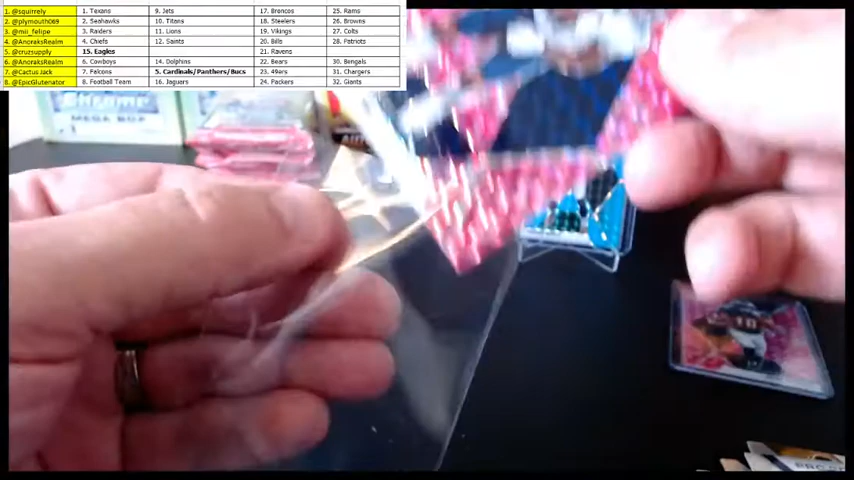 1. @squirrely 1. Texans 9. Jets 17. Broncos 25. Rams
2. @plymouth069 2. Seahawks 10. Titans 18. Steelers 26. Browns
3. @mii_felipe 3. Raiders 11. Lions 19. Vikings 27. Colts
4. @AnoraksRealm 4. Chiefs 12. Saints 20. Bills 28. Patriots
5. @cruzsupply 15. Eagles 21. Ravens
6. @AnoraksRealm 6. Cowboys 14. Dolphins 22. Bears 30. Bengals
7. @Cactus Jack 7. Falcons 5. Cardinals/Panthers/Bucs 23. 49ers 31. Chargers
8. @EpicGlutenator 8. Football Team 16. Jaguers 24. Packers 32. Giants
Chrome
MEGA BOX
10